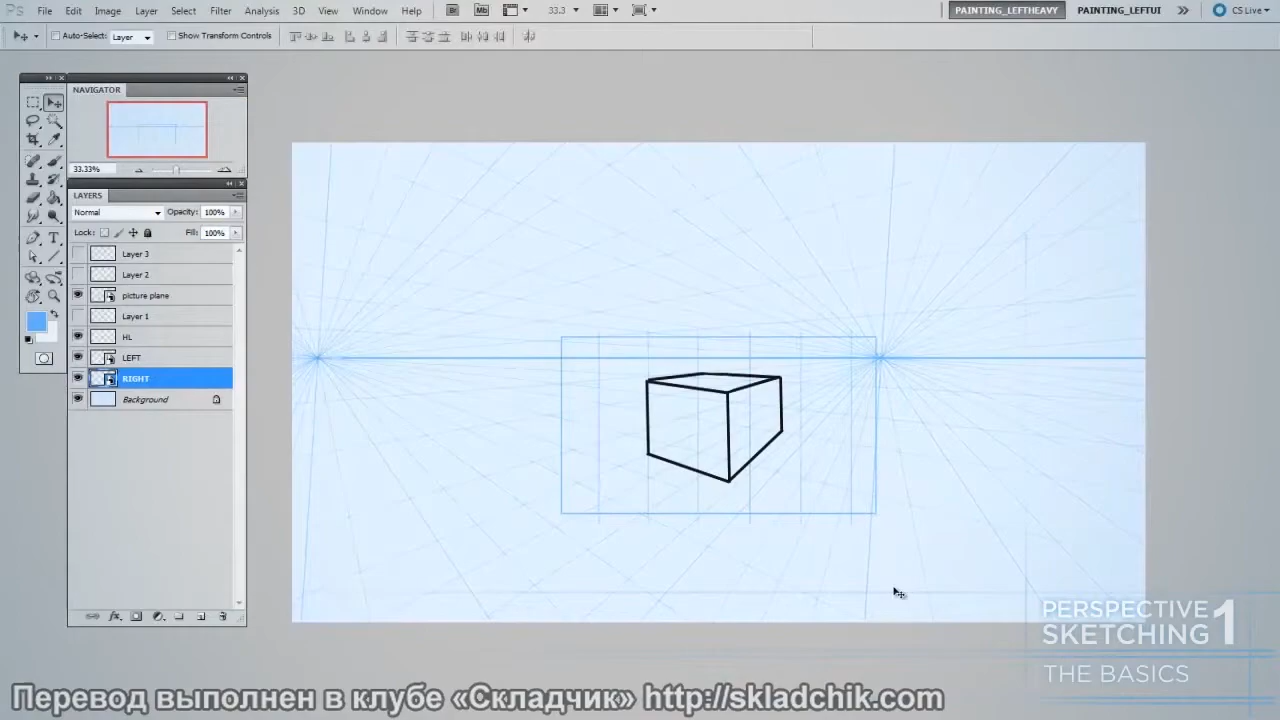 Ps File Edit Image Layer Select Filter Analysis 3D View Window Help Br Mb 33.3 PAINTING_LEFTHEAVY PAINTING_LEFTUI CS Live
Auto-Select: Layer Show Transform Controls
NAVIGATOR
33.33%
LAYERS
Normal Opacity: 100%
Lock: Fill: 100%
Layer 3
Layer 2
picture plane
Layer 1
HL
LEFT
RIGHT
Background
PERSPECTIVE
SKETCHING 1
THE BASICS
Перевод выполнен в клубе «Складчик» http://skladchik.com